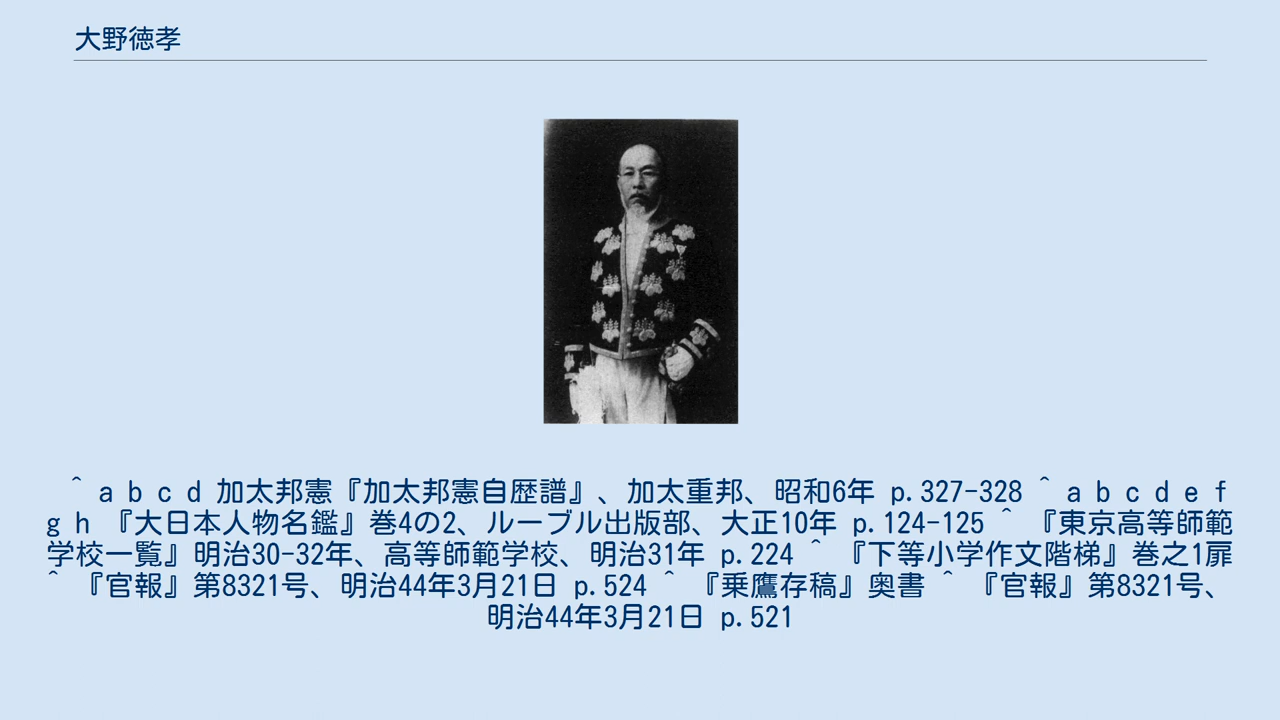 大野徳孝
^ a b c d 加太邦憲『加太邦憲自歴譜』、加太重邦、昭和6年 p.327-328 ^ a b c d e f
g h 『大日本人物名鑑』巻4の2、ルーブル出版部、大正10年 p.124-125 ^ 『東京高等師範
学校一覧』明治30-32年、高等師範学校、明治31年 p.224 ^ 『下等小学作文階梯』巻之1扉
^ 『官報』第8321号、明治44年3月21日 p.524 ^ 『乗鷹存稿』奥書 ^ 『官報』第8321号、
明治44年3月21日 p.521